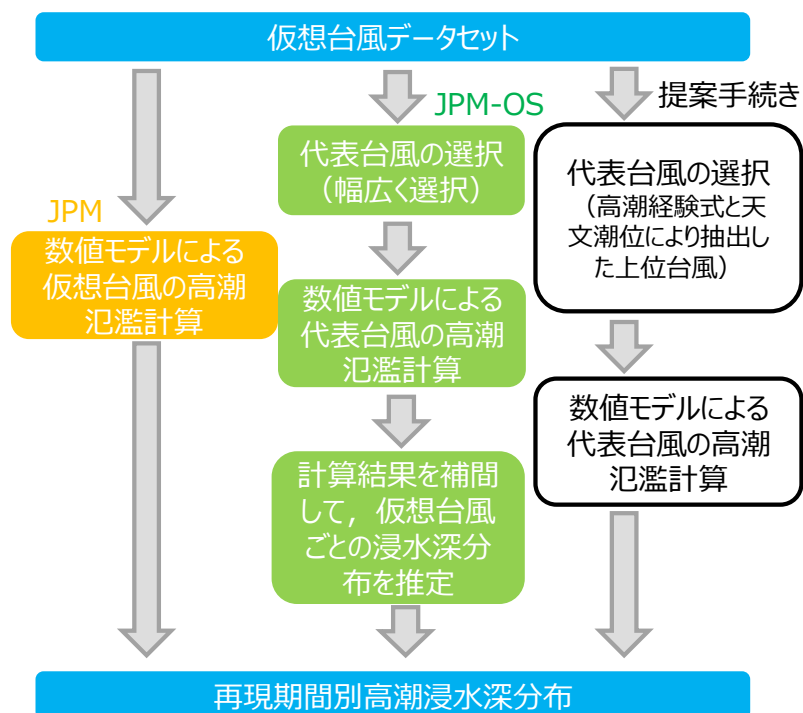 仮想台風データセット
JPM
数値モデルによる
仮想台風の高潮
氾濫計算
JPM-OS
代表台風の選択
（幅広く選択）
数値モデルによる
代表台風の高潮
氾濫計算
計算結果を補間
して，仮想台風
ごとの浸水深分
布を推定
提案手続き
代表台風の選択
（高潮経験式と天
文潮位により抽出し
た上位台風）
数値モデルによる
代表台風の高潮
氾濫計算
再現期間別高潮浸水深分布